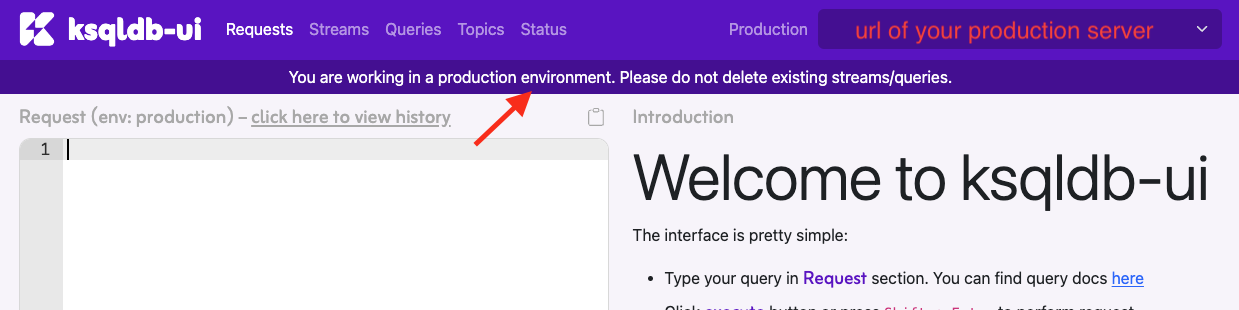 ksqldb-ui Requests Streams Queries Topics Status Production url of your production server
You are working in a production environment. Please do not delete existing streams/queries.
Request (env: production) – click here to view history
1
Introduction
Welcome to ksqldb-ui
The interface is pretty simple:
• Type your query in Request section. You can find query docs here
Click execute button or press Shift + Enter to perform request